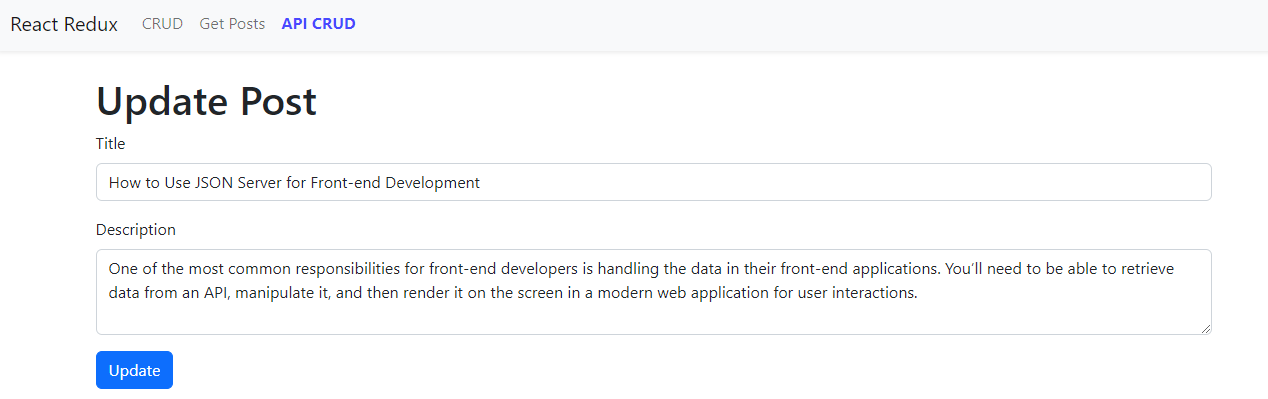 React Redux CRUD Get Posts API CRUD
Update Post
Title
How to Use JSON Server for Front-end Development
Description
One of the most common responsibilities for front-end developers is handling the data in their front-end applications. You’ll need to be able to retrieve
data from an API, manipulate it, and then render it on the screen in a modern web application for user interactions.
Update